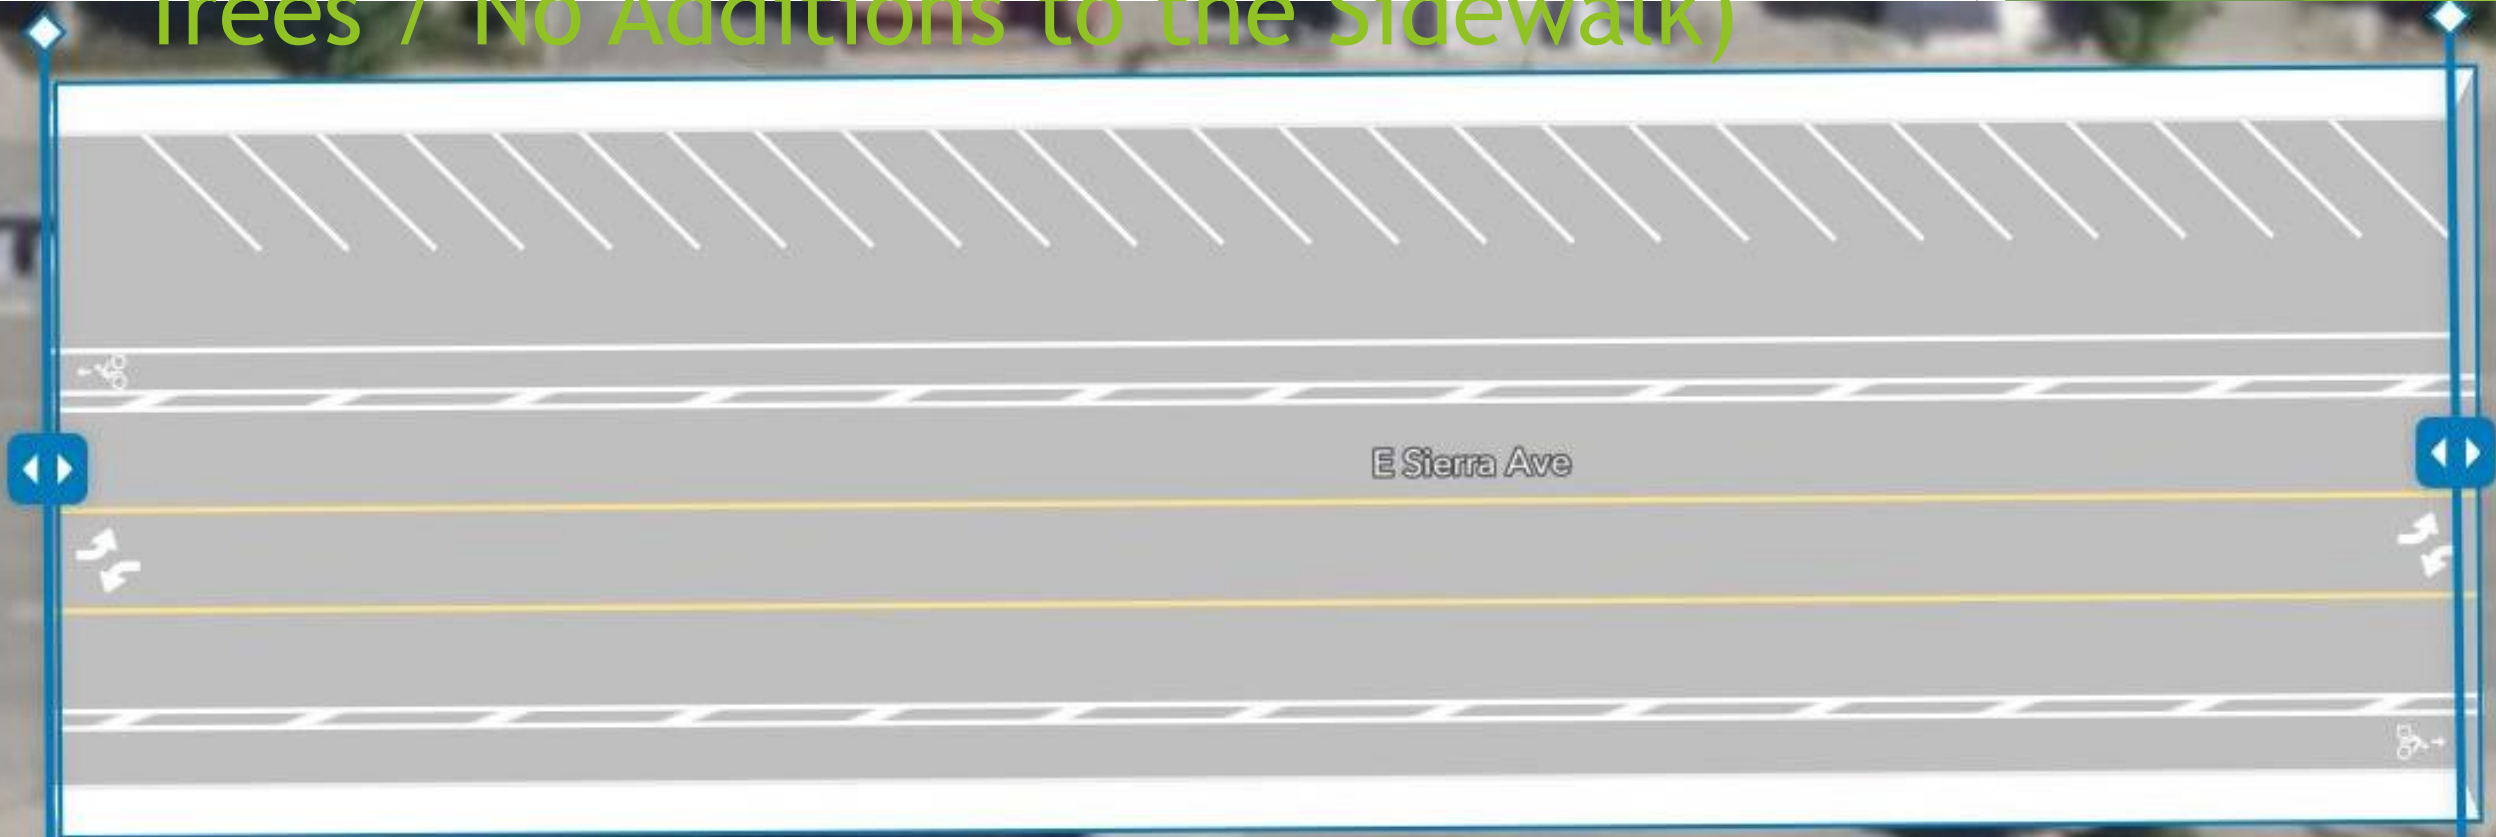 Trees / No Additions to the Sidewalk)
E Sierra Ave